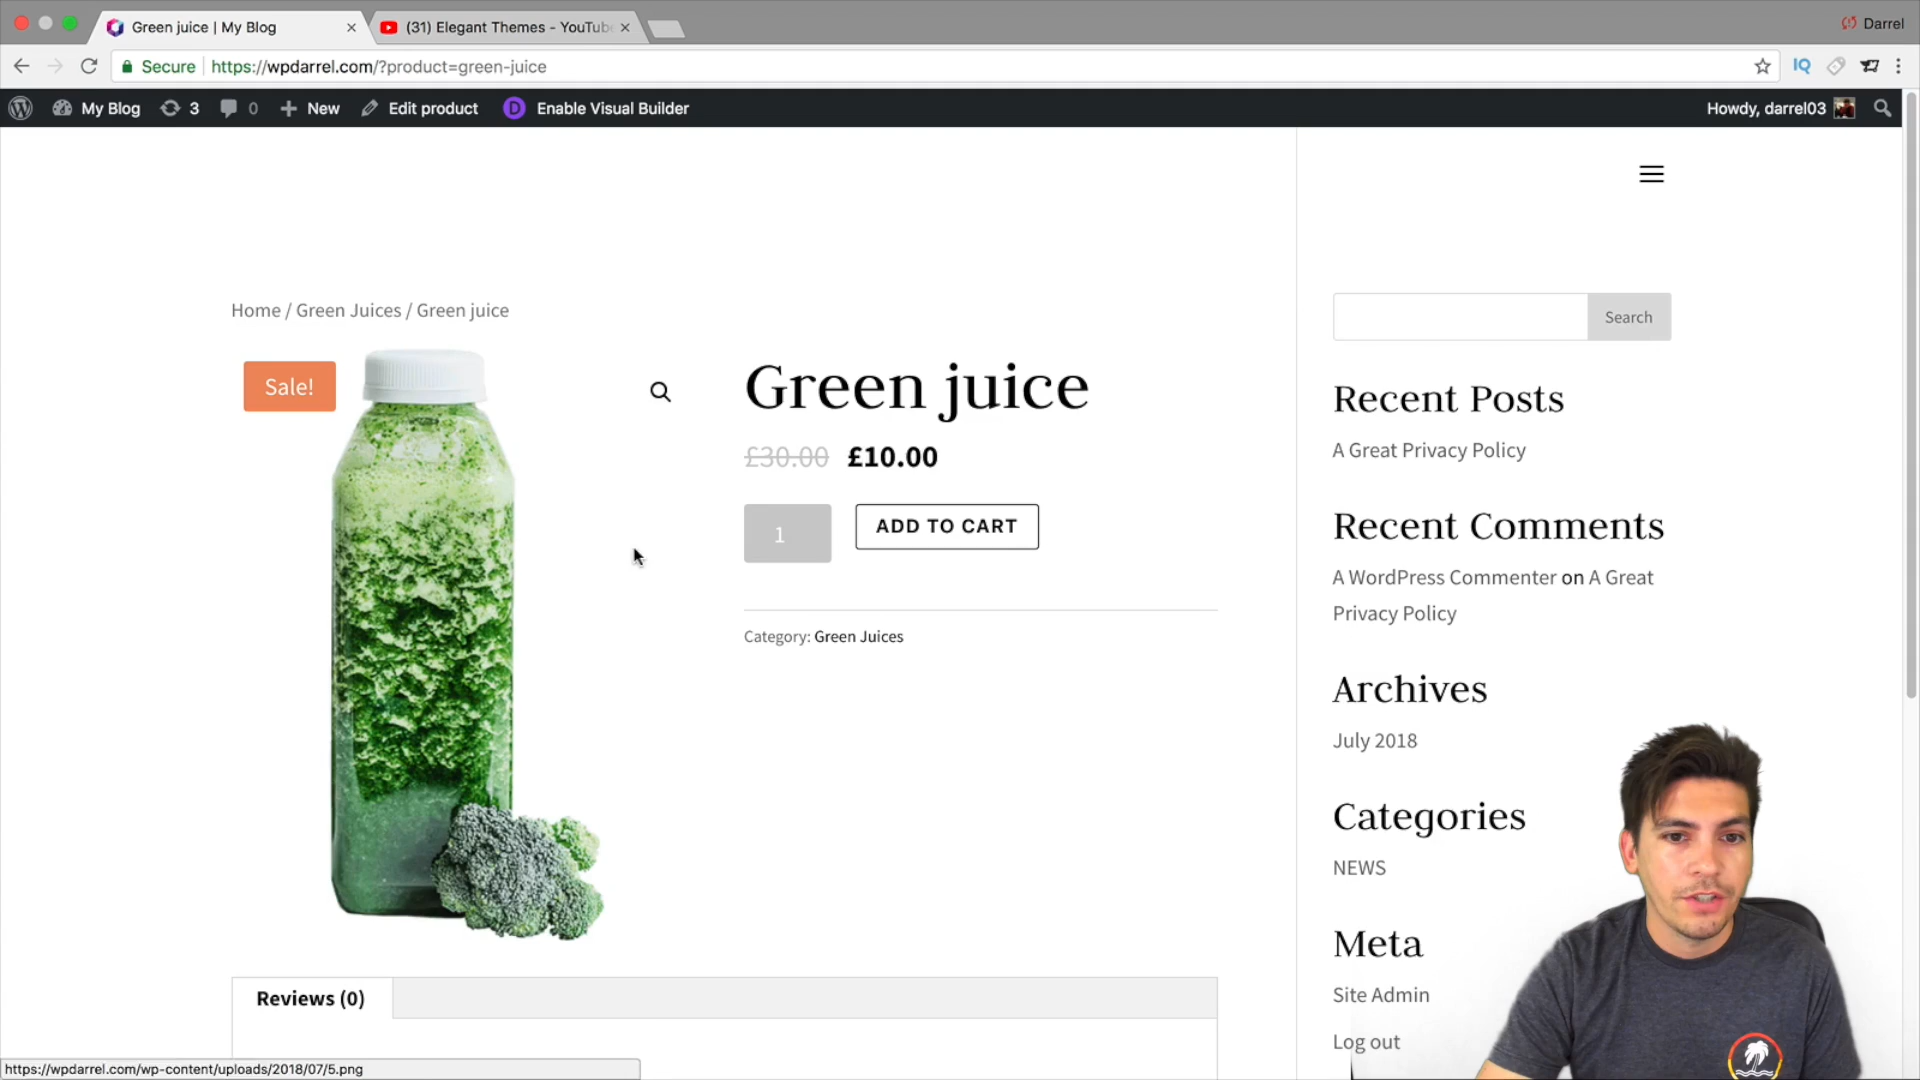 Green juice | My Blog
(31) Elegant Themes - YouTub
Darrel
Secure
https://wpdarrel.com/?product=green-juice
IQ
My Blog
3
0
New
Edit product
D
Enable Visual Builder
Howdy, darrel03
Home / Green Juices / Green juice
Sale!
Green juice
£30.00 £10.00
1
ADD TO CART
Category: Green Juices
Reviews (0)
Search
Recent Posts
A Great Privacy Policy
Recent Comments
A WordPress Commenter on A Great
Privacy Policy
Archives
July 2018
Categories
NEWS
Meta
Site Admin
Log out
https://wpdarrel.com/wp-content/uploads/2018/07/5.png